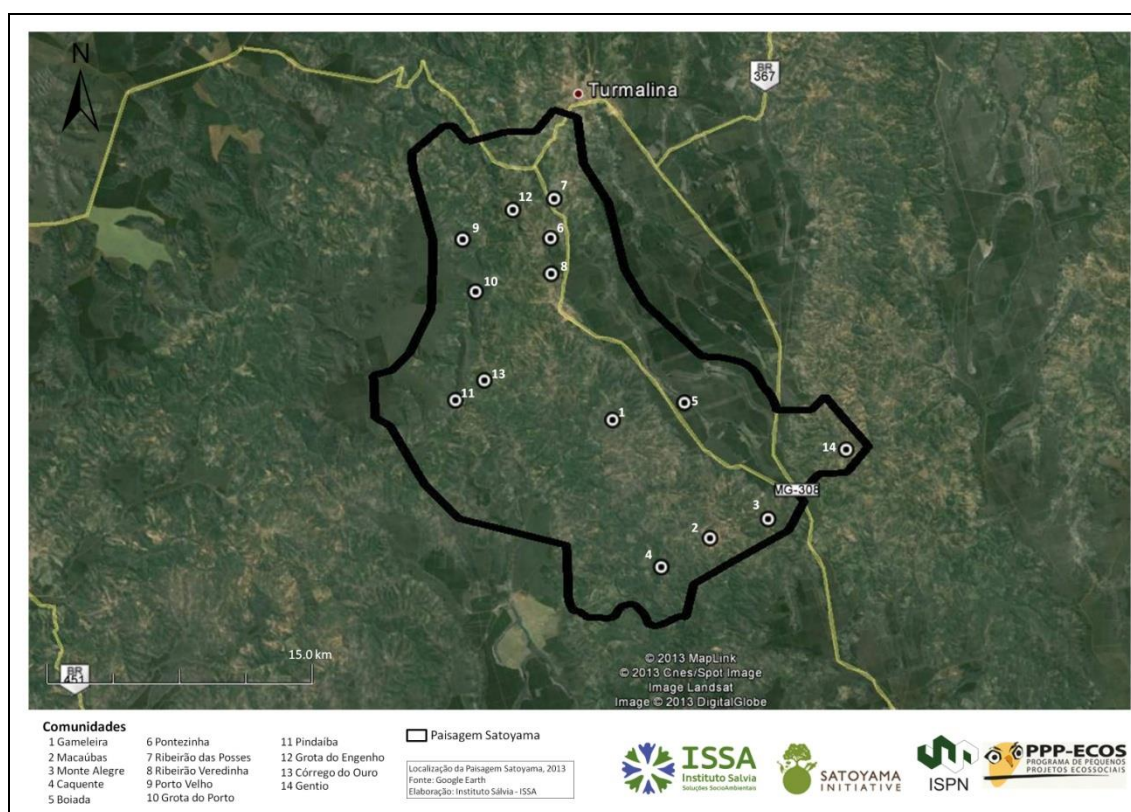 N
Turmalina
BR
367
12
7
9
6
8
10
13
11
1
5
14
MG-308
3
2
4
15.0 km
BR
451
© 2013 MapLink
© 2013 Cnes/Spot Image
Image Landsat
Image © 2013 DigitalGlobe
Comunidades
1 Gameleira
2 Macaúbas
3 Monte Alegre
4 Caquente
5 Boiada
6 Pontezinha
7 Ribeirão das Posses
8 Ribeirão Veredinha
9 Porto Velho
10 Grota do Porto
11 Pindaíba
12 Grota do Engenho
13 Córrego do Ouro
14 Gentio
Paisagem Satoyama
Localização da Paisagem Satoyama, 2013
Fonte: Google Earth
Elaboração: Instituto Sálvia - ISSA
ISSA
Instituto Salvia
Soluções SocioAmbientais
SATOYAMA
INITIATIVE
ISPN
PPP-ECOS
PROGRAMA DE PEQUENOS
PROJETOS ECOSSOCIAIS